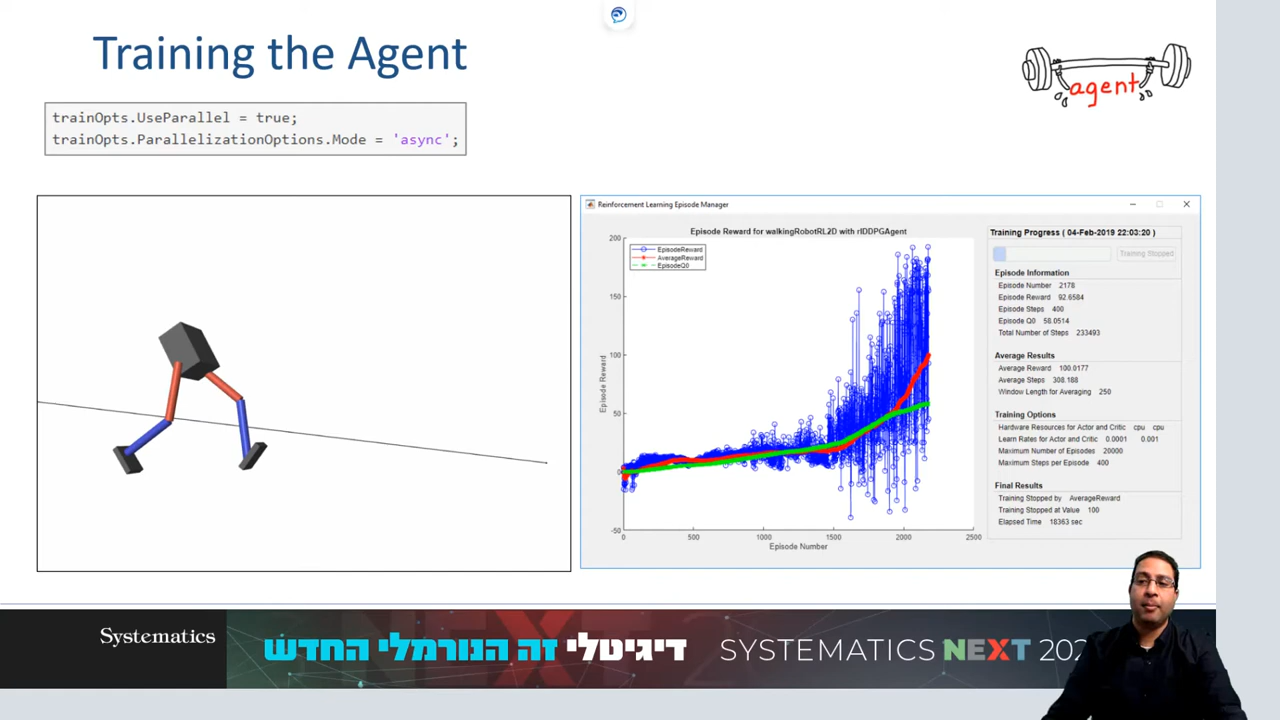 Training the Agent
agent
trainOpts.UseParallel = true;
trainOpts.ParallelizationOptions.Mode = 'async';
Reinforcement Learning Episode Manager
Episode Reward for walkingRobotRL2D with rlDDPGAgent
EpisodeReward
AverageReward
EpisodeQ0
200
150
100
50
0
-50
0 500 1000 1500 2000 2500
Episode Number
Episode Reward
Training Progress ( 04-Feb-2019 22:03:20 )
Training Stopped
Episode Information
Episode Number 2178
Episode Reward 92.6584
Episode Steps 400
Episode Q0 58.0514
Total Number of Steps 233493
Average Results
Average Reward 100.0177
Average Steps 308.188
Window Length for Averaging 250
Training Options
Hardware Resources for Actor and Critic cpu cpu
Learn Rates for Actor and Critic 0.0001 0.001
Maximum Number of Episodes 20000
Maximum Steps per Episode 400
Final Results
Training Stopped by AverageReward
Training Stopped at Value 100
Elapsed Time 18363 sec
Systematics
דיגיטלי זה הנורמלי החדש
SYSTEMATICS NEXT 202